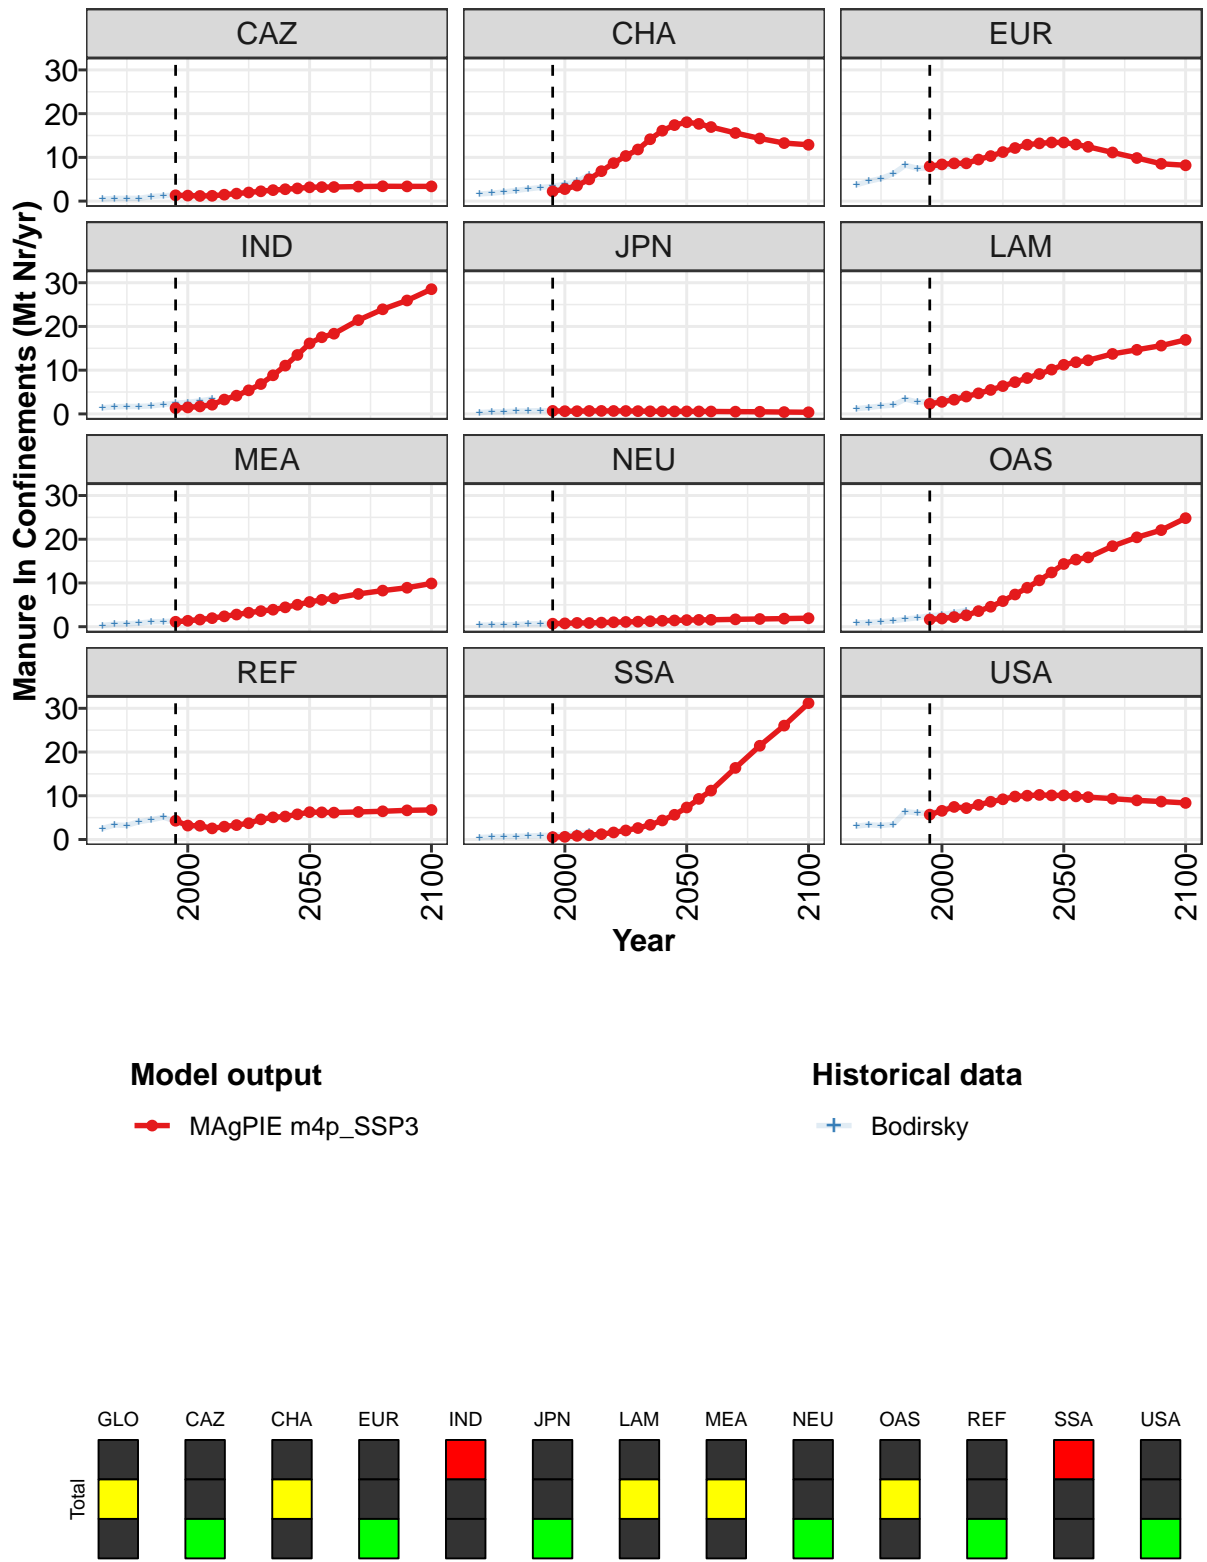 CAZ CHA EUR
30
20
10
0
IND JPN LAM
30
20
10
0
MEA NEU OAS
30
20
10
0
REF SSA USA
30
20
10
0
Manure In Confinements (Mt Nr/yr)
2000 2050 2100 2000 2050 2100 2000 2050 2100
Year
Model output
MAgPIE m4p_SSP3
Historical data
Bodirsky
GLO CAZ CHA EUR IND JPN LAM MEA NEU OAS REF SSA USA
Total